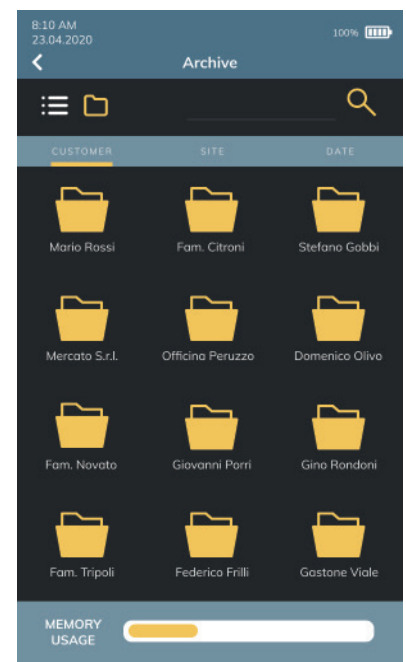 8:10 AM
23.04.2020
100%
Archive
CUSTOMER SITE DATE
Mario Rossi Fam. Citroni Stefano Gobbi
Mercato S.r.l. Officina Peruzzo Domenico Olivo
Fam. Novato Giovanni Porri Gino Rondoni
Fam. Tripoli Federico Frilli Gastone Viale
MEMORY
USAGE